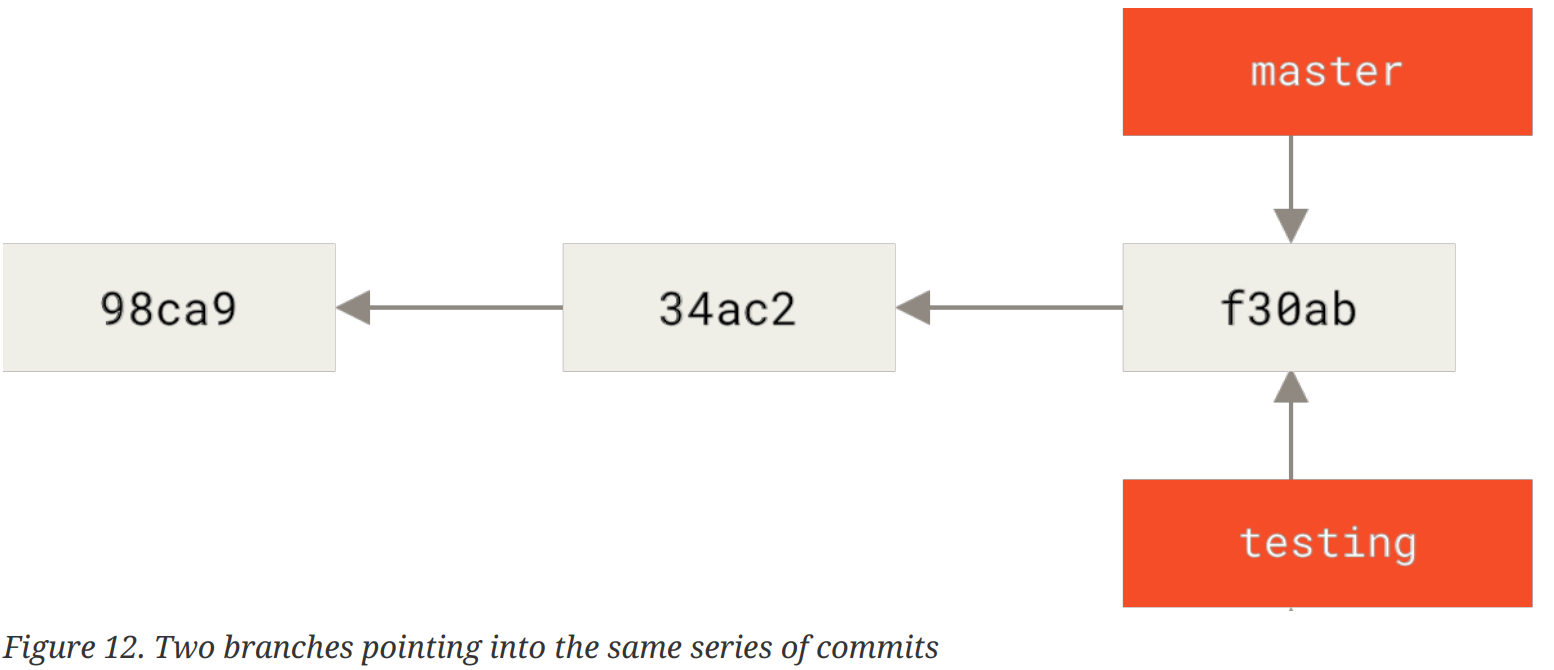 master
98ca9
34ac2
f30ab
testing
Figure 12. Two branches pointing into the same series of commits